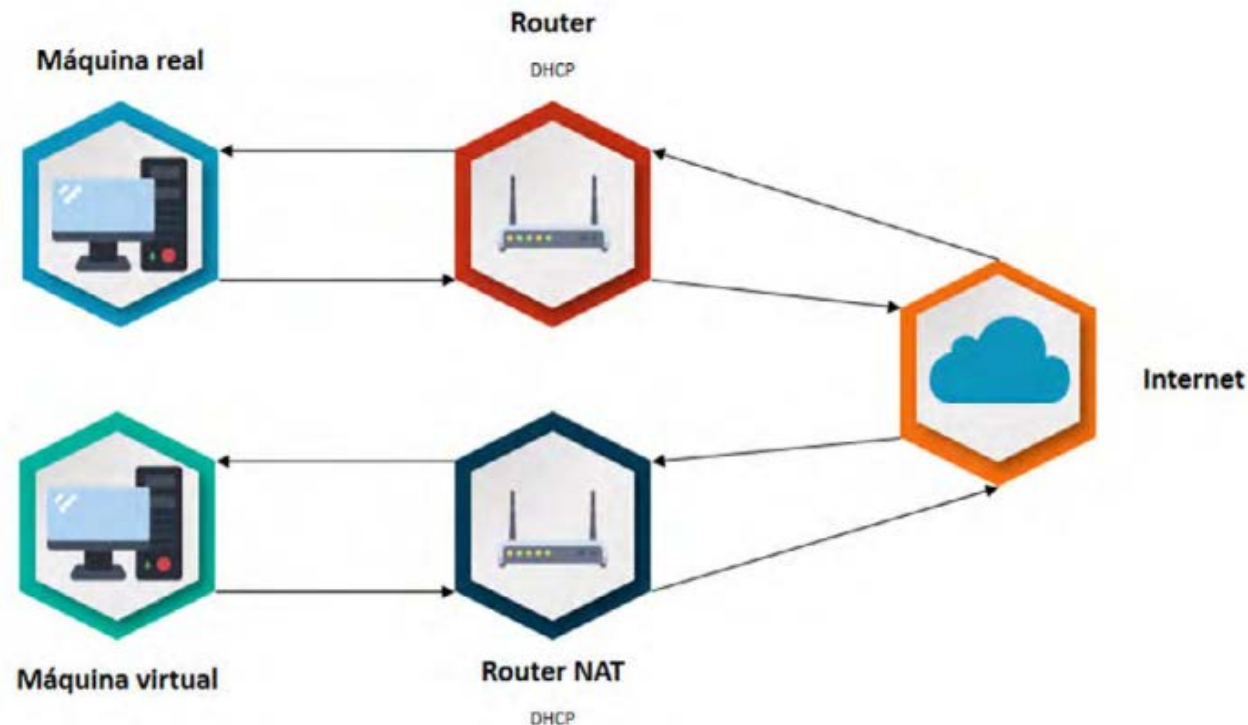 Router
DHCP
Máquina real
Internet
Máquina virtual
Router NAT
DHCP